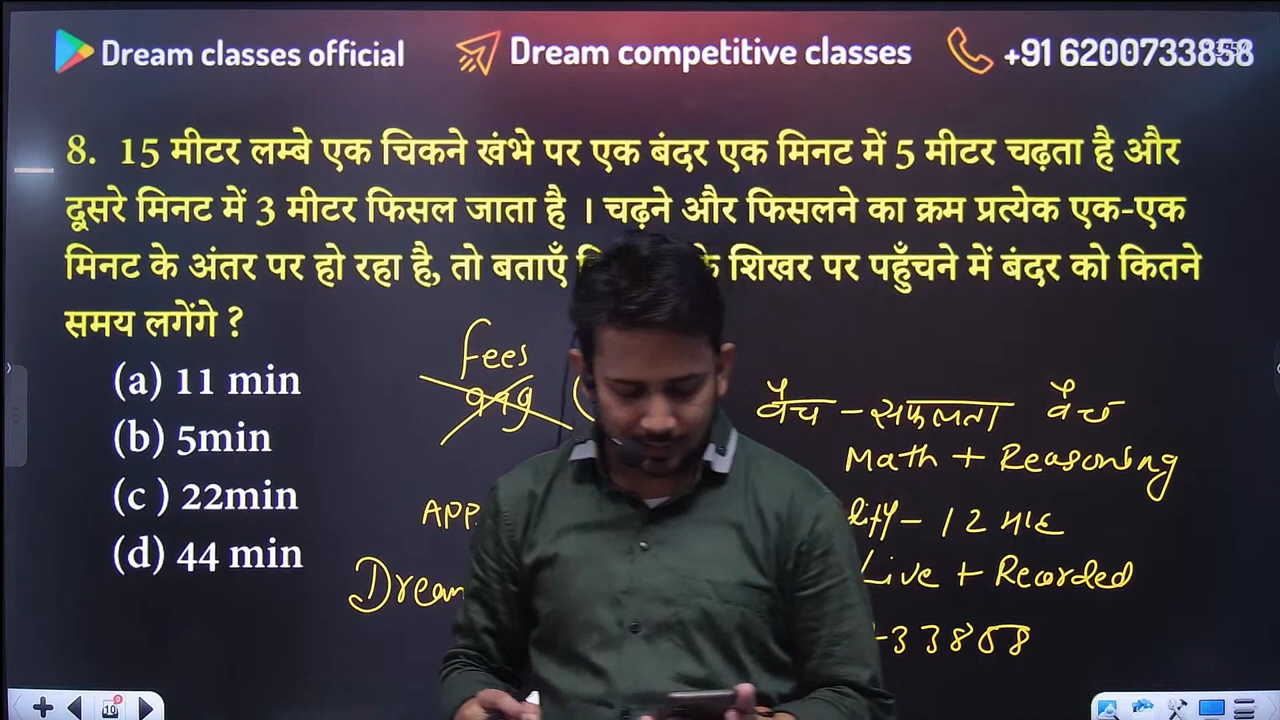 Dream classes official
Dream competitive classes
+91 6200733858
8. 15 मीटर लम्बे एक चिकने खंभे पर एक बंदर एक मिनट में 5 मीटर चढ़ता है और
दूसरे मिनट में 3 मीटर फिसल जाता है । चढ़ने और फिसलने का क्रम प्रत्येक एक-एक
मिनट के अंतर पर हो रहा है, तो बताएँ शिखर पर पहुँचने में बंदर को कितने
समय लगेंगे ?
(a) 11 min
(b) 5min
(c ) 22min
(d) 44 min
fees
999
APP
Dream
बैच - सफलता बैच
Math + Reasoning
- 12 माह
Live + Recorded
-33858
10